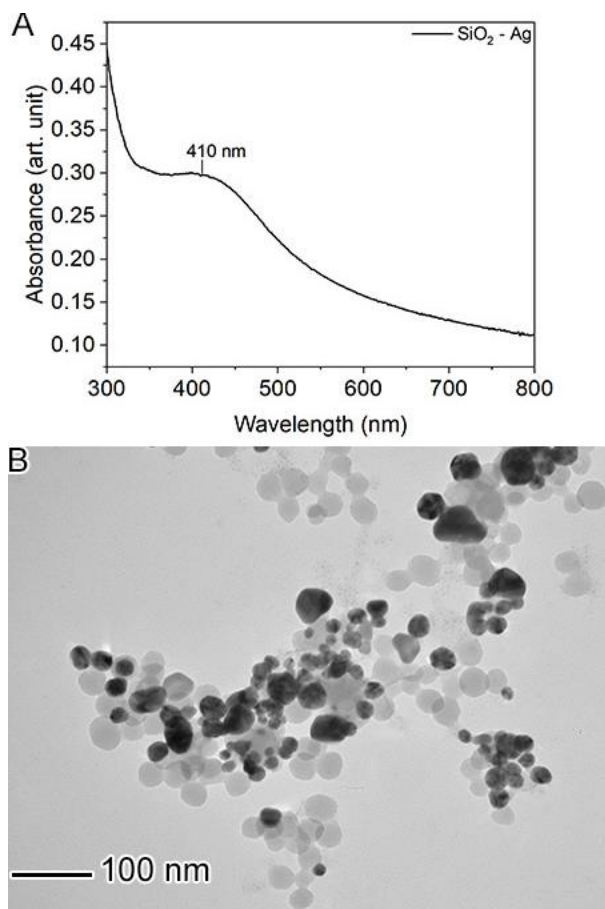 A
SiO₂ - Ag
410 nm
0.45
0.40
0.35
0.30
0.25
0.20
0.15
0.10
Absorbance (art. unit)
300
400
500
600
700
800
Wavelength (nm)
B
100 nm